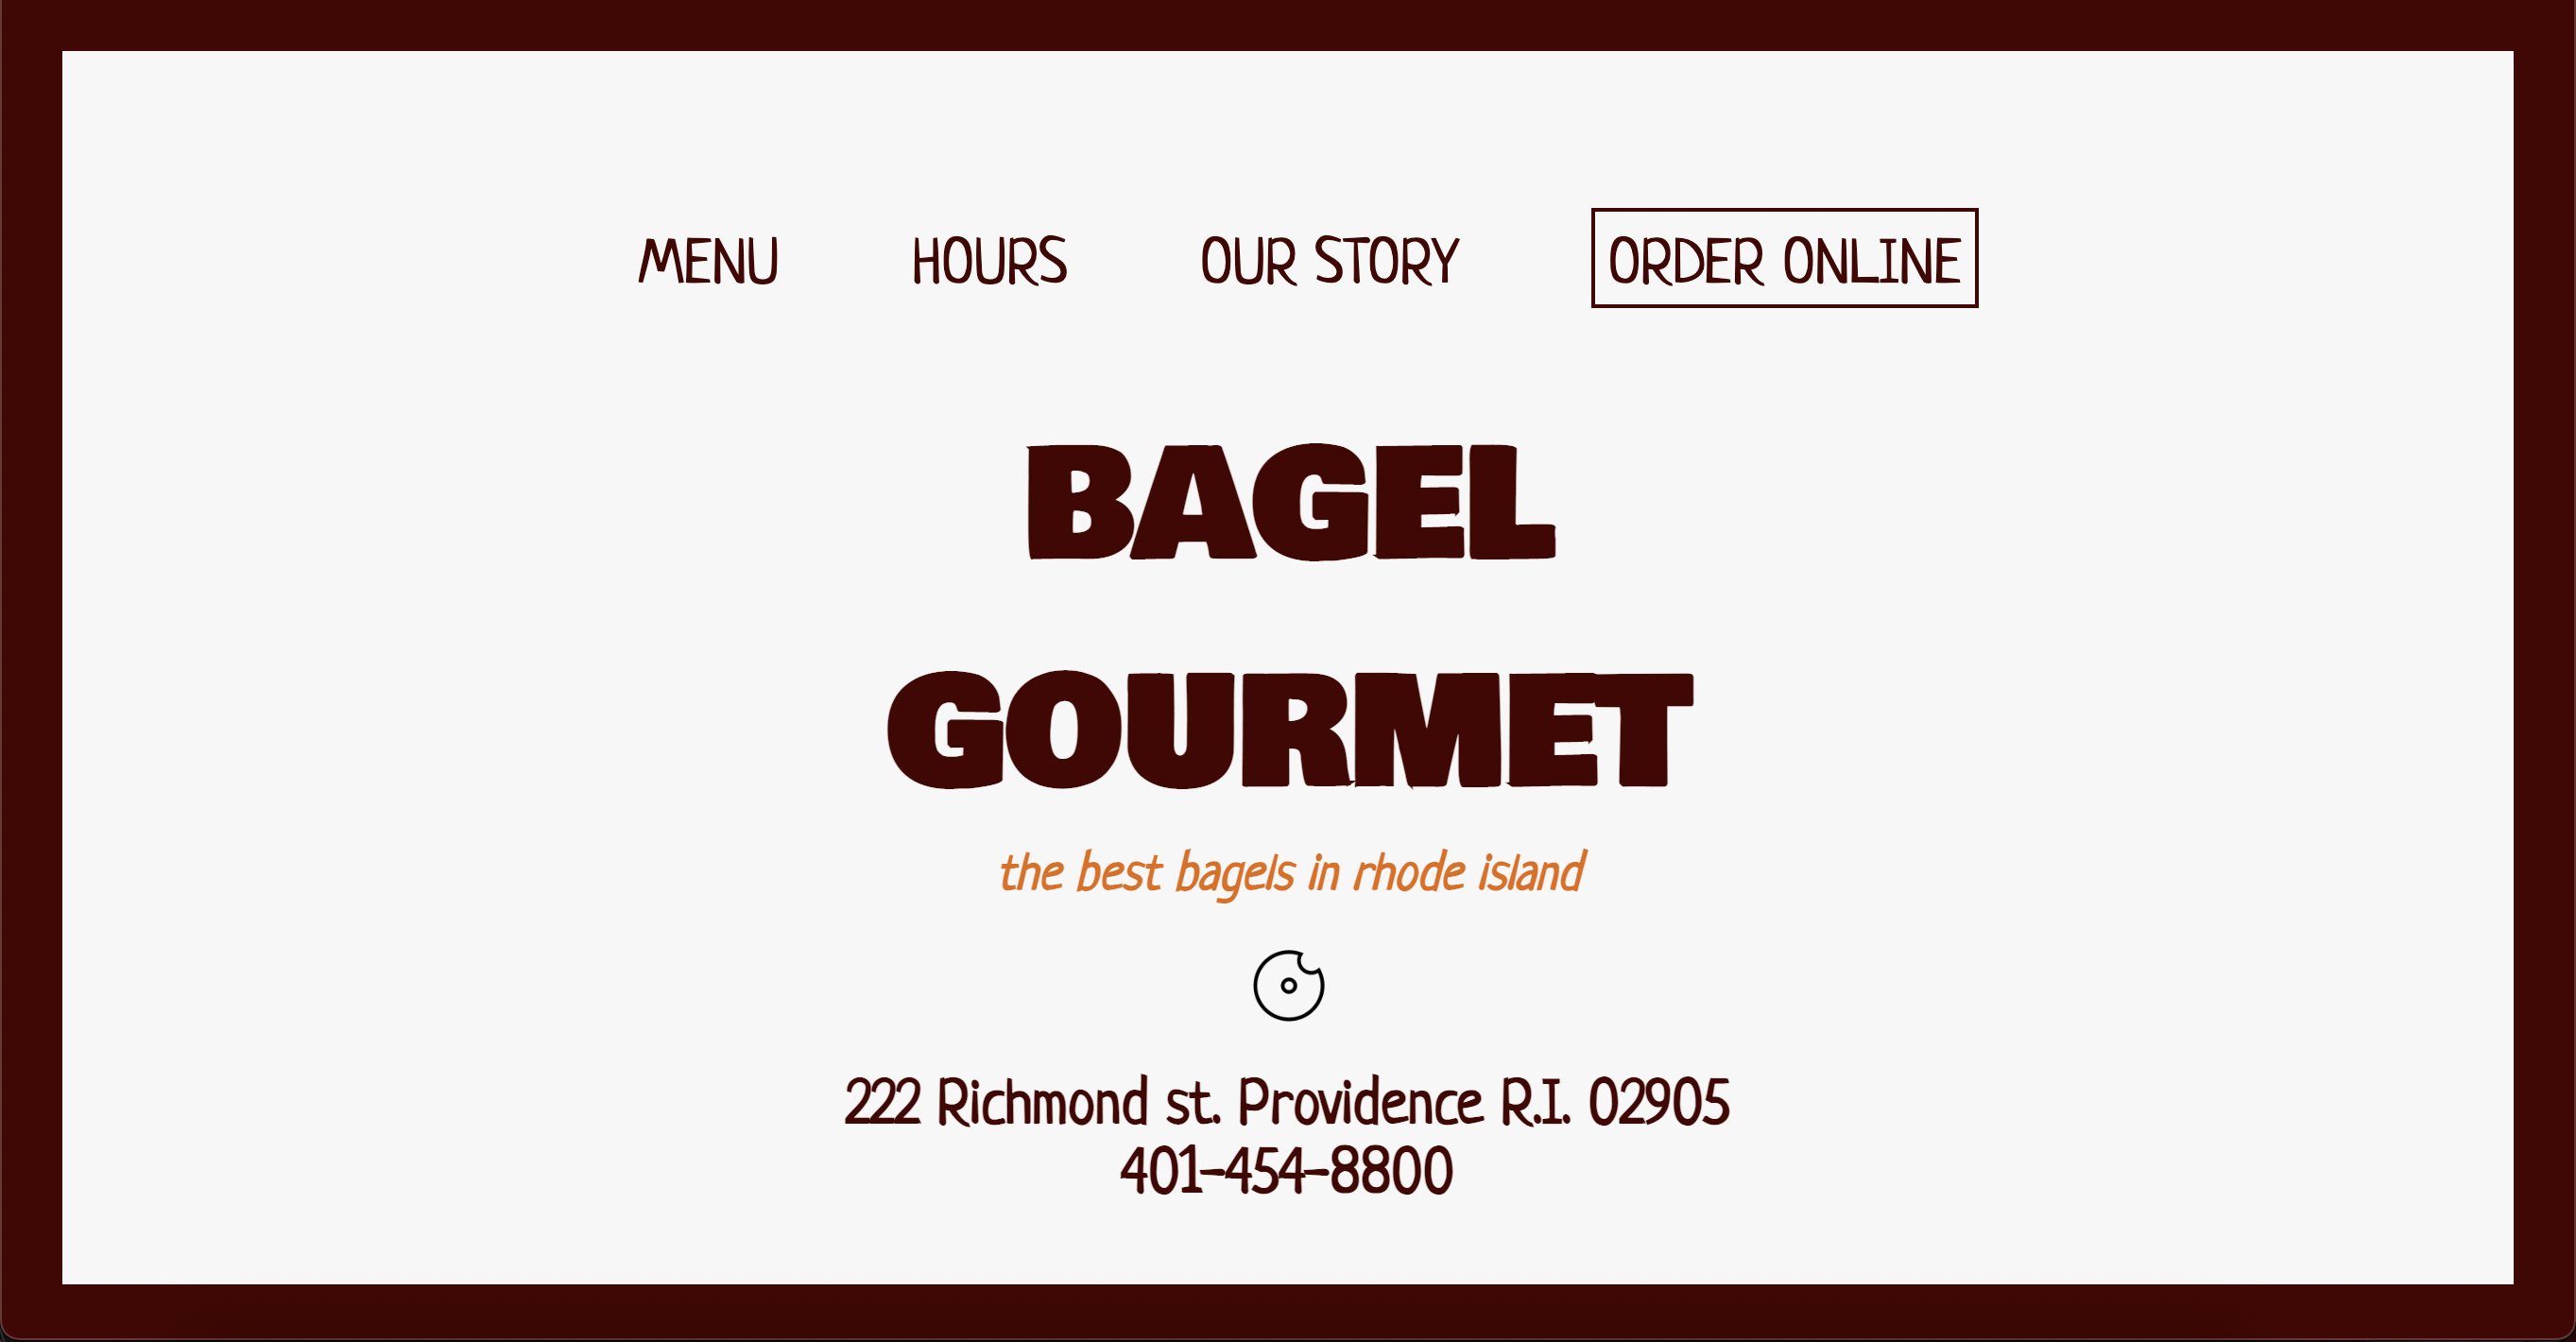 MENU HOURS OUR STORY ORDER ONLINE
BAGEL
GOURMET
the best bagels in rhode island
222 Richmond st. Providence R.I. 02905
401-454-8800